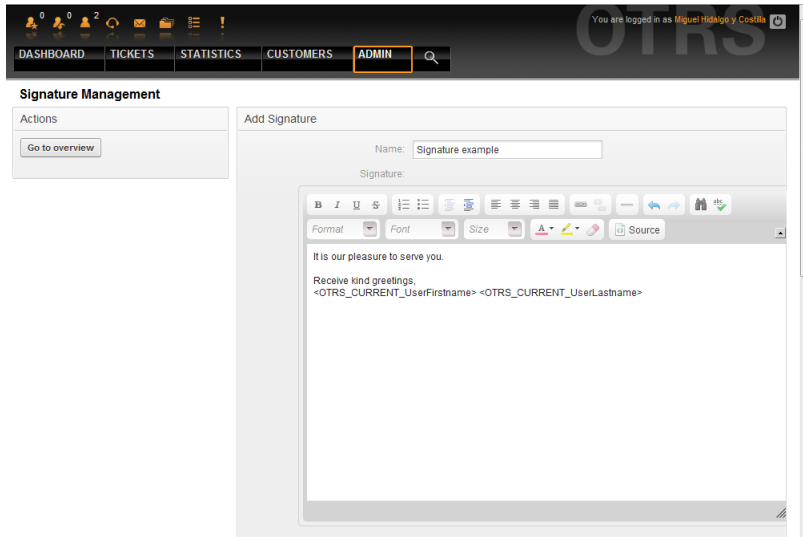 0 0 2
You are logged in as Miguel Hidalgo y Costilla
OTRS
DASHBOARD TICKETS STATISTICS CUSTOMERS ADMIN
Signature Management
Actions
Go to overview
Add Signature
Name: Signature example
Signature:
B I U S abc
Format Font Size A Source
It is our pleasure to serve you.
Receive kind greetings,
<OTRS_CURRENT_UserFirstname> <OTRS_CURRENT_UserLastname>